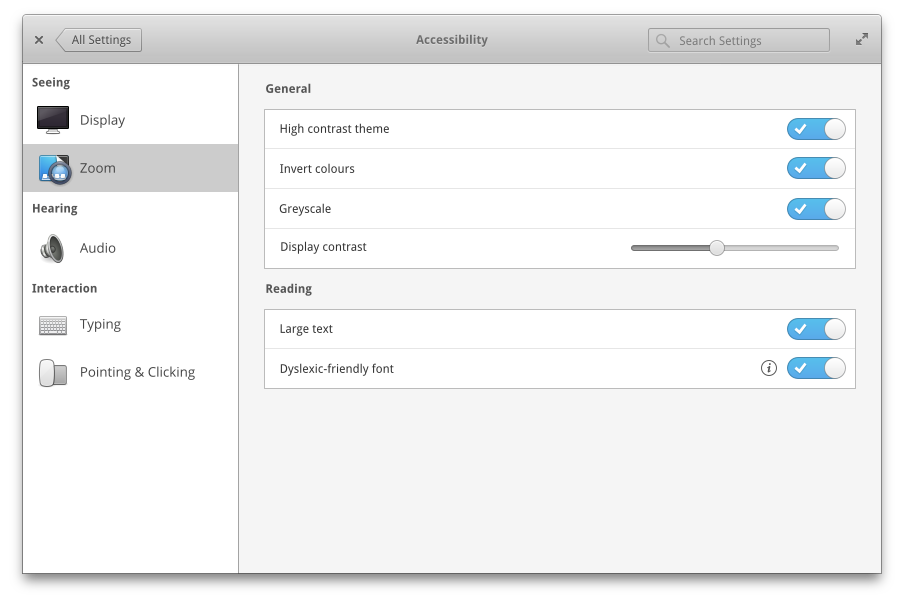 All Settings
Accessibility
Search Settings
Seeing
Display
Zoom
Hearing
Audio
Interaction
Typing
Pointing & Clicking
General
High contrast theme
Invert colours
Greyscale
Display contrast
Reading
Large text
Dyslexic-friendly font